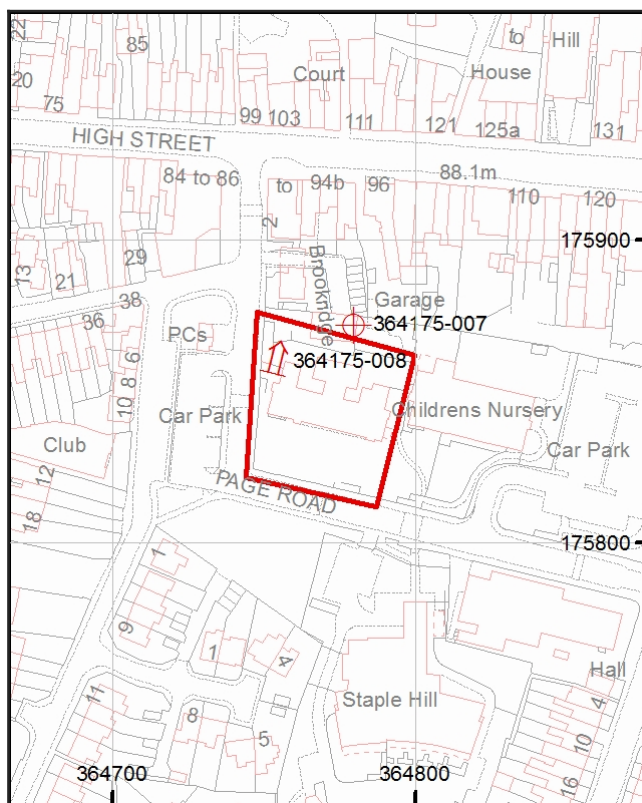 22
85
to
Hill
20
Court
House
75
99 103
111
121
125a
131
HIGH STREET
84 to 86
to
94b
96
88.1m
110
120
2
175900
13
21
29
Brookridge
Garage
364175-007
38
36
PCs
364175-008
6
8
10
Car Park
Childrens Nursery
Club
Car Park
12
18
PAGE ROAD
175800
1
9
1
4
Hall
11
Staple Hill
8
5
4
10
16
364700
364800